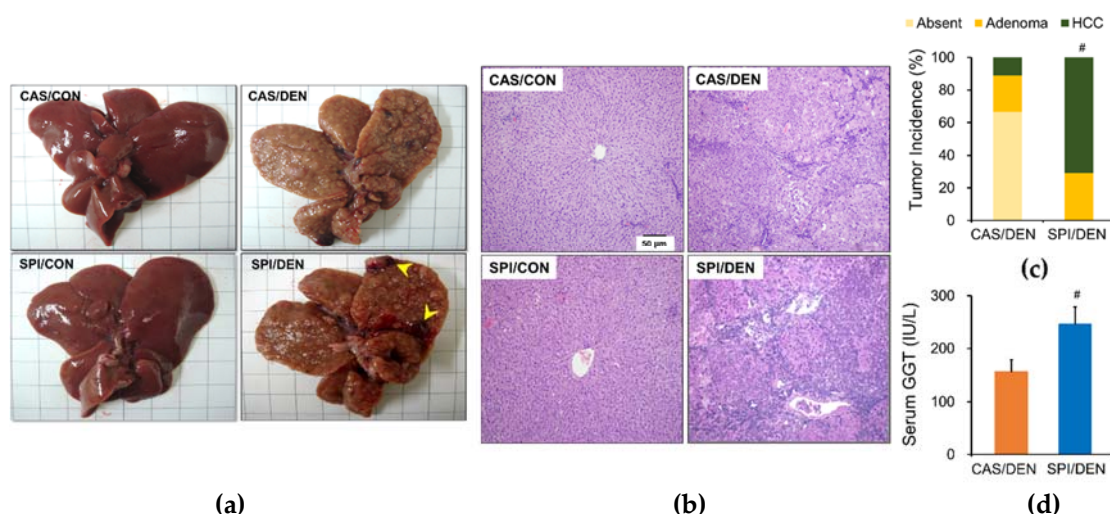 CAS/CON
CAS/DEN
SPI/CON
SPI/DEN
(a)
CAS/CON
CAS/DEN
50 µm
SPI/CON
SPI/DEN
(b)
Absent Adenoma HCC
#
Tumor Incidence (%)
100
80
60
40
20
0
CAS/DEN SPI/DEN
(c)
#
Serum GGT (IU/L)
300
200
100
0
CAS/DEN SPI/DEN
(d)